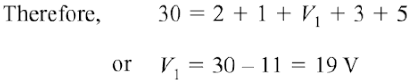 Therefore, 30 = 2 + 1 + V₁ + 3 + 5
or V₁ = 30 – 11 = 19 V